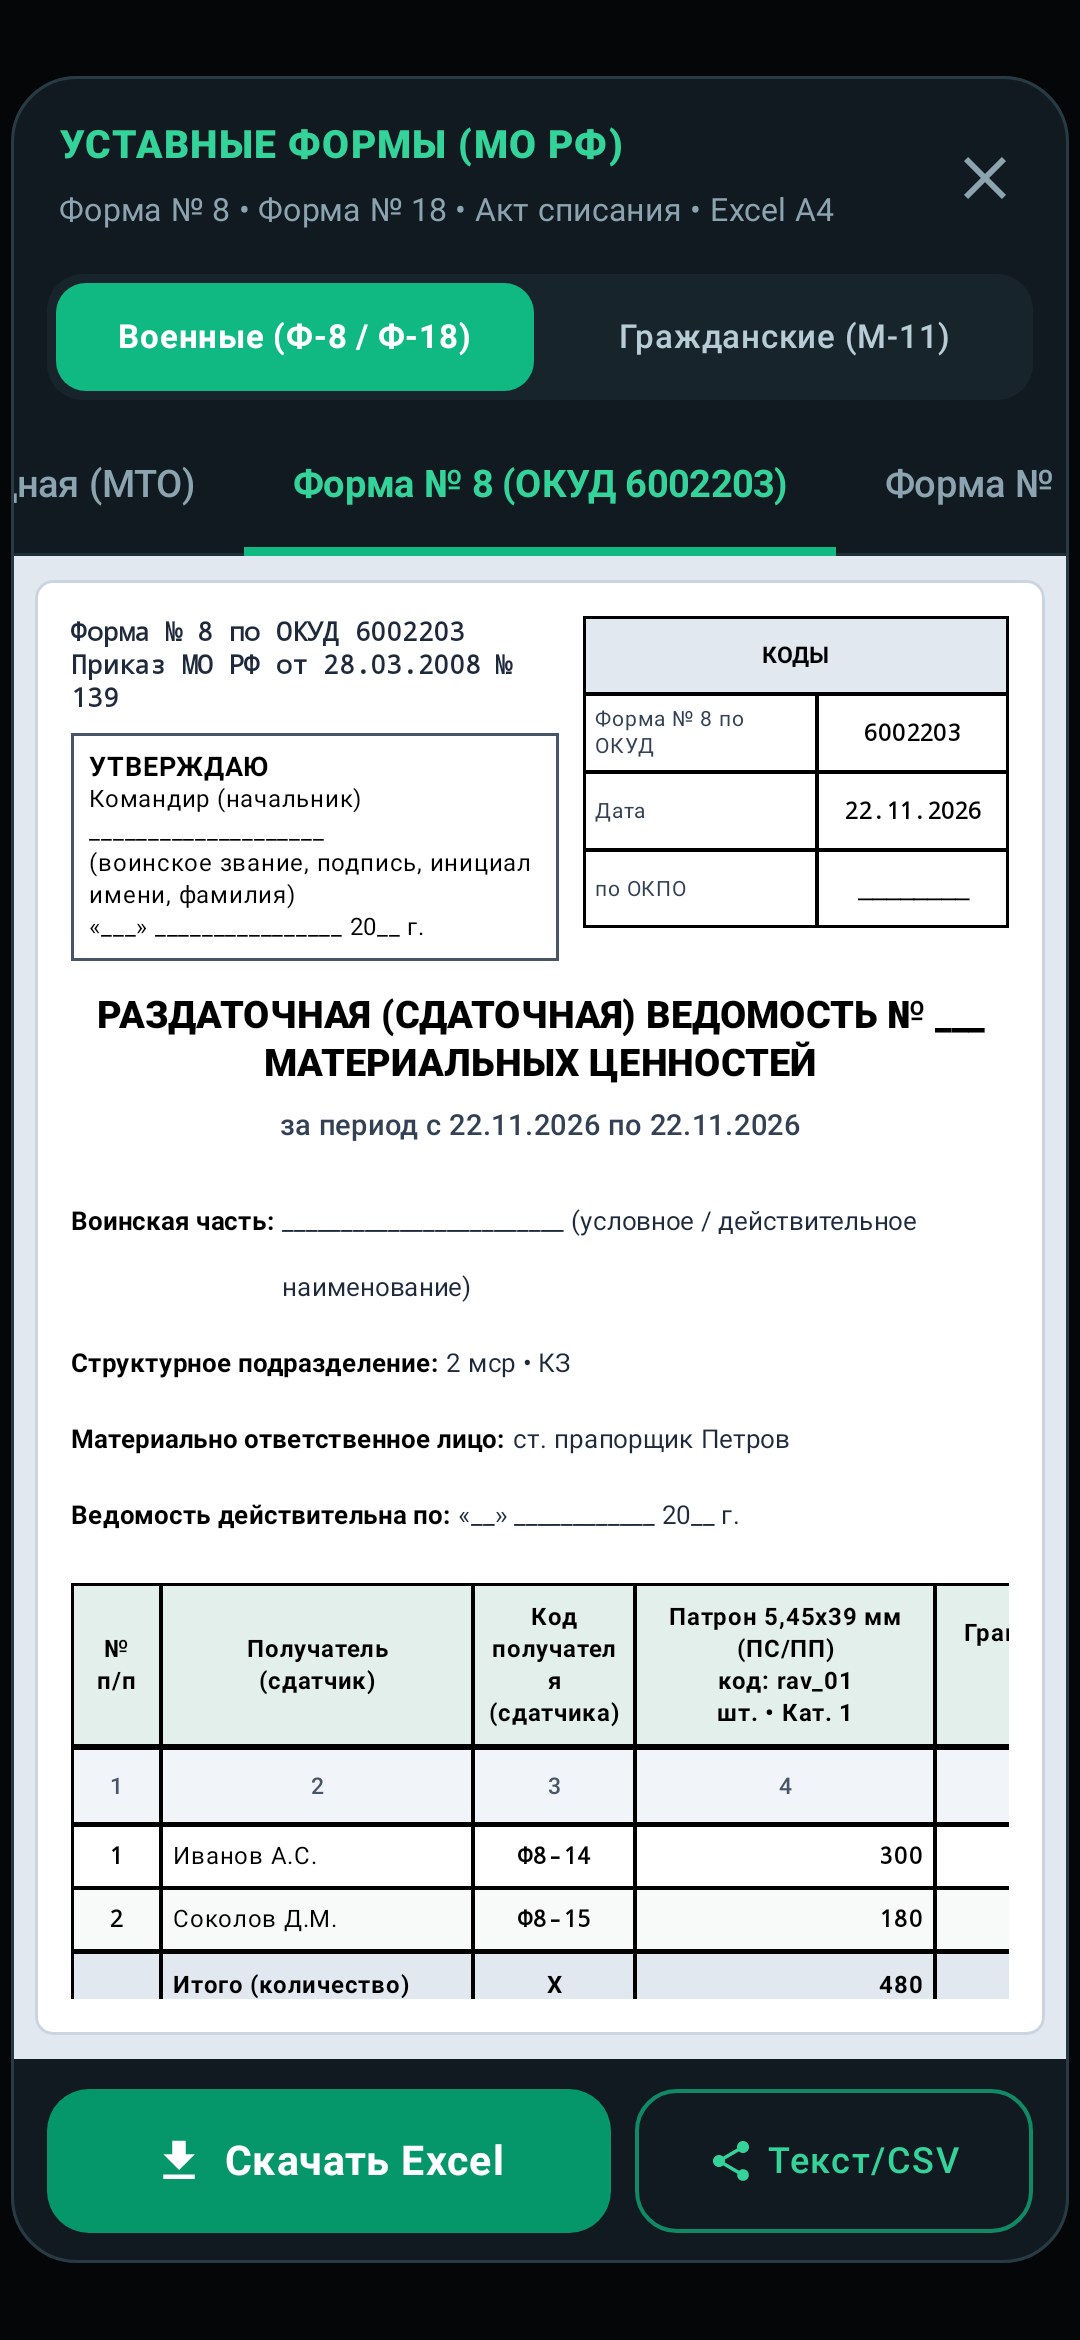 УСТАВНЫЕ ФОРМЫ (МО РФ)
Форма № 8 • Форма № 18 • Акт списания • Excel А4
Военные (Ф-8 / Ф-18)
Гражданские (М-11)
ная (МТО)
Форма № 8 (ОКУД 6002203)
Форма №
Форма № 8 по ОКУД 6002203
Приказ МО РФ от 28.03.2008 №
139
УТВЕРЖДАЮ
Командир (начальник)
____________________
(воинское звание, подпись, инициал
имени, фамилия)
«___» ________________ 20__ г.
КОДЫ
Форма № 8 по
ОКУД
6002203
Дата
22.11.2026
по ОКПО
________
РАЗДАТОЧНАЯ (СДАТОЧНАЯ) ВЕДОМОСТЬ № ___
МАТЕРИАЛЬНЫХ ЦЕННОСТЕЙ
за период с 22.11.2026 по 22.11.2026
Воинская часть: ________________________ (условное / действительное
наименование)
Структурное подразделение: 2 мср • КЗ
Материально ответственное лицо: ст. прапорщик Петров
Ведомость действительна по: «__» ____________ 20__ г.
№
п/п
Получатель
(сдатчик)
Код
получател
я
(сдатчика)
Патрон 5,45х39 мм
(ПС/ПП)
код: rav_01
шт. • Кат. 1
1
2
3
4
1
Иванов А.С.
Ф8-14
300
2
Соколов Д.М.
Ф8-15
180
Итого (количество)
X
480
Скачать Excel
Текст/CSV